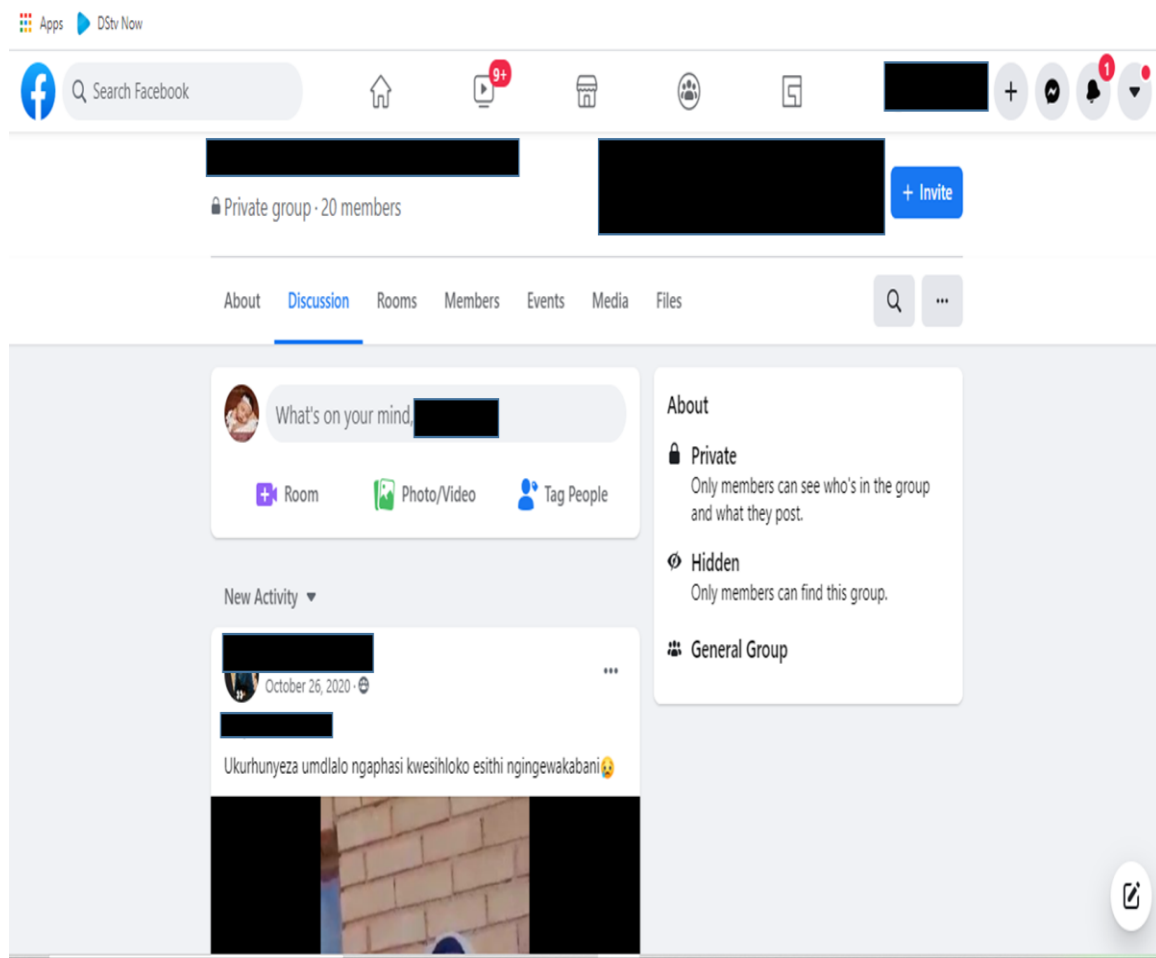 Apps DStv Now
Search Facebook 9+ + 1
Private group · 20 members + Invite
About Discussion Rooms Members Events Media Files
What's on your mind,
Room Photo/Video Tag People
About
Private
Only members can see who's in the group
and what they post.
Hidden
Only members can find this group.
General Group
New Activity
October 26, 2020 ·
Ukurhunyeza umdlalo ngaphasi kwesihloko esithi ngingewakabani😢